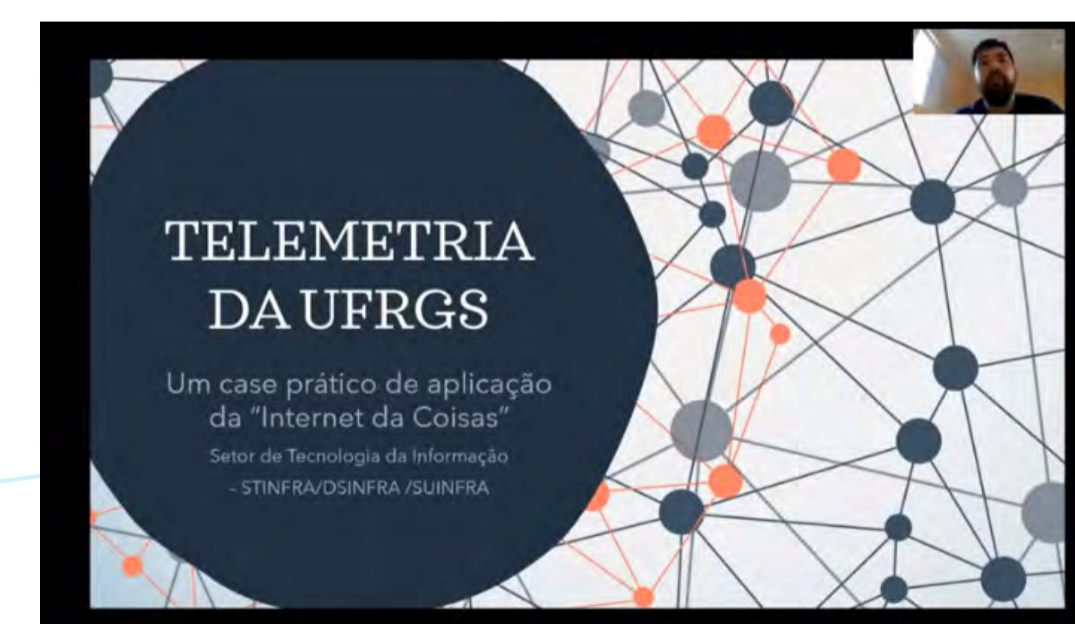 TELEMETRIA
DA UFRGS
Um case prático de aplicação
da “Internet da Coisas”
Setor de Tecnologia da Informação
- STINFRA/DSINFRA /SUINFRA